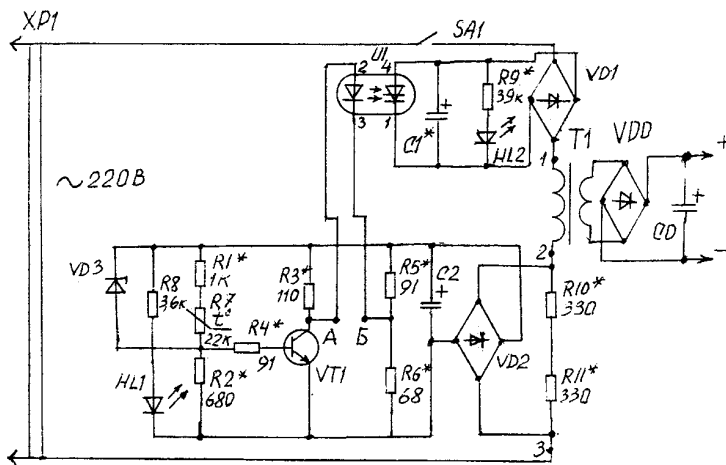 XP1
SA1
U1
2 4
3 1
C1*
+
R9*
39к
HL2
VD1
T1
VDD
1
2
+
C0
+
−
~220В
VD3
R8
3,6к
HL1
R1*
1к
R7
t°
22к
R2*
680
R4*
91
R3*
110
VT1
А
Б
R5*
91
R6*
68
C2
+
VD2
R10*
330
R11*
330
3